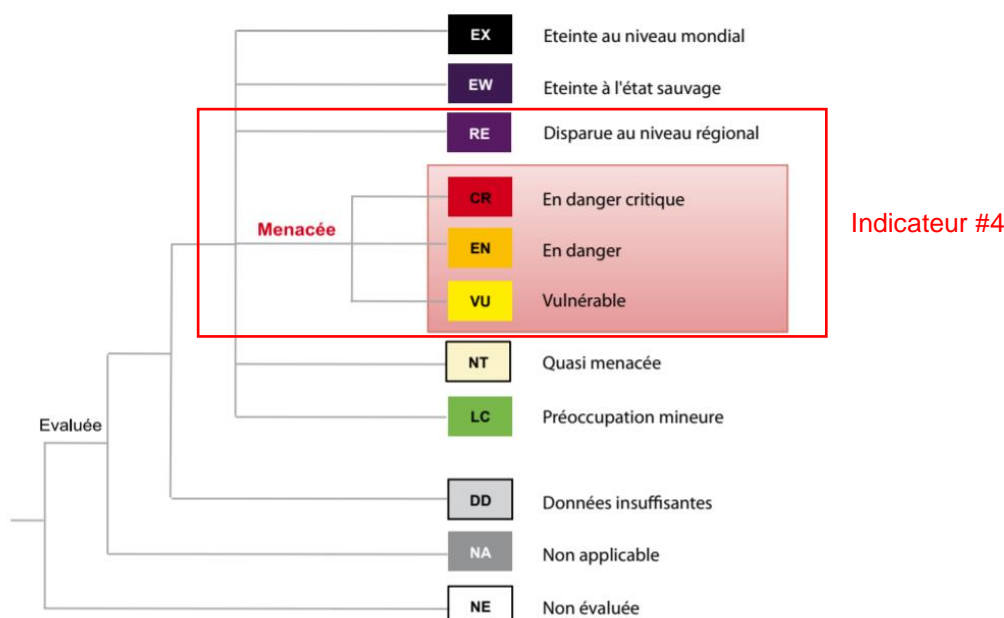 EX Eteinte au niveau mondial
EW Eteinte à l'état sauvage
RE Disparue au niveau régional
CR En danger critique
Menacée
EN En danger
Indicateur #4
VU Vulnérable
NT Quasi menacée
LC Préoccupation mineure
Evaluée
DD Données insuffisantes
NA Non applicable
NE Non évaluée